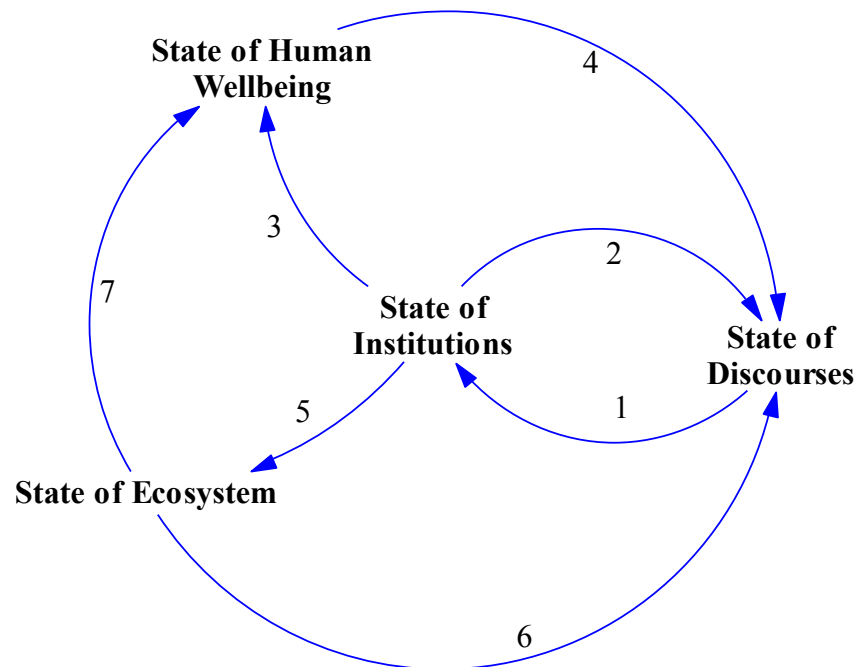 State of Human
Wellbeing
4
3
2
7
State of
Institutions
State of
Discourses
5
1
State of Ecosystem
6